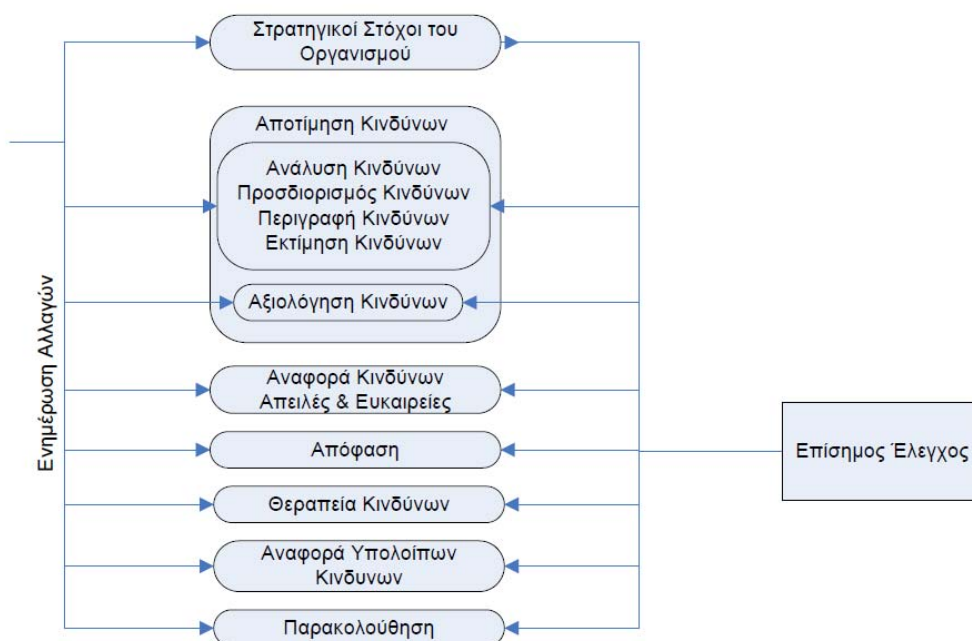 Στρατηγικοί Στόχοι του
Οργανισμού
Αποτίμηση Κινδύνων
Ανάλυση Κινδύνων
Προσδιορισμός Κινδύνων
Περιγραφή Κινδύνων
Εκτίμηση Κινδύνων
Αξιολόγηση Κινδύνων
Ενημέρωση Αλλαγών
Αναφορά Κινδύνων
Απειλές & Ευκαιρείες
Επίσημος Έλεγχος
Απόφαση
Θεραπεία Κινδύνων
Αναφορά Υπολοίπων
Κινδυνων
Παρακολούθηση